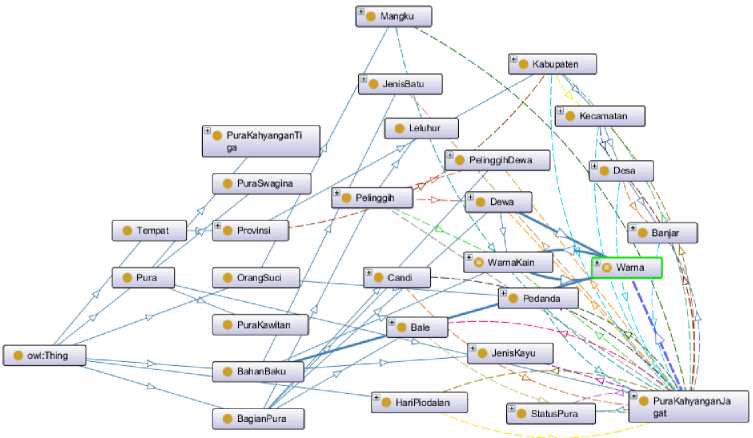 Mangku
Kabupaten
JenisBatu
Kecamatan
Leluhur
PuraKahyanganTi
ga
PelinggihDewa
Desa
PuraSwagina
Pelinggih
Dewa
Tempat
Provinsi
Banjar
WarnaKain
Warna
Pura
OrangSuci
Candi
Pedanda
PuraKawitan
Bale
owl:Thing
JenisKayu
BahanBaku
HariPiodalan
PuraKahyanganJa
gat
StatusPura
BagianPura